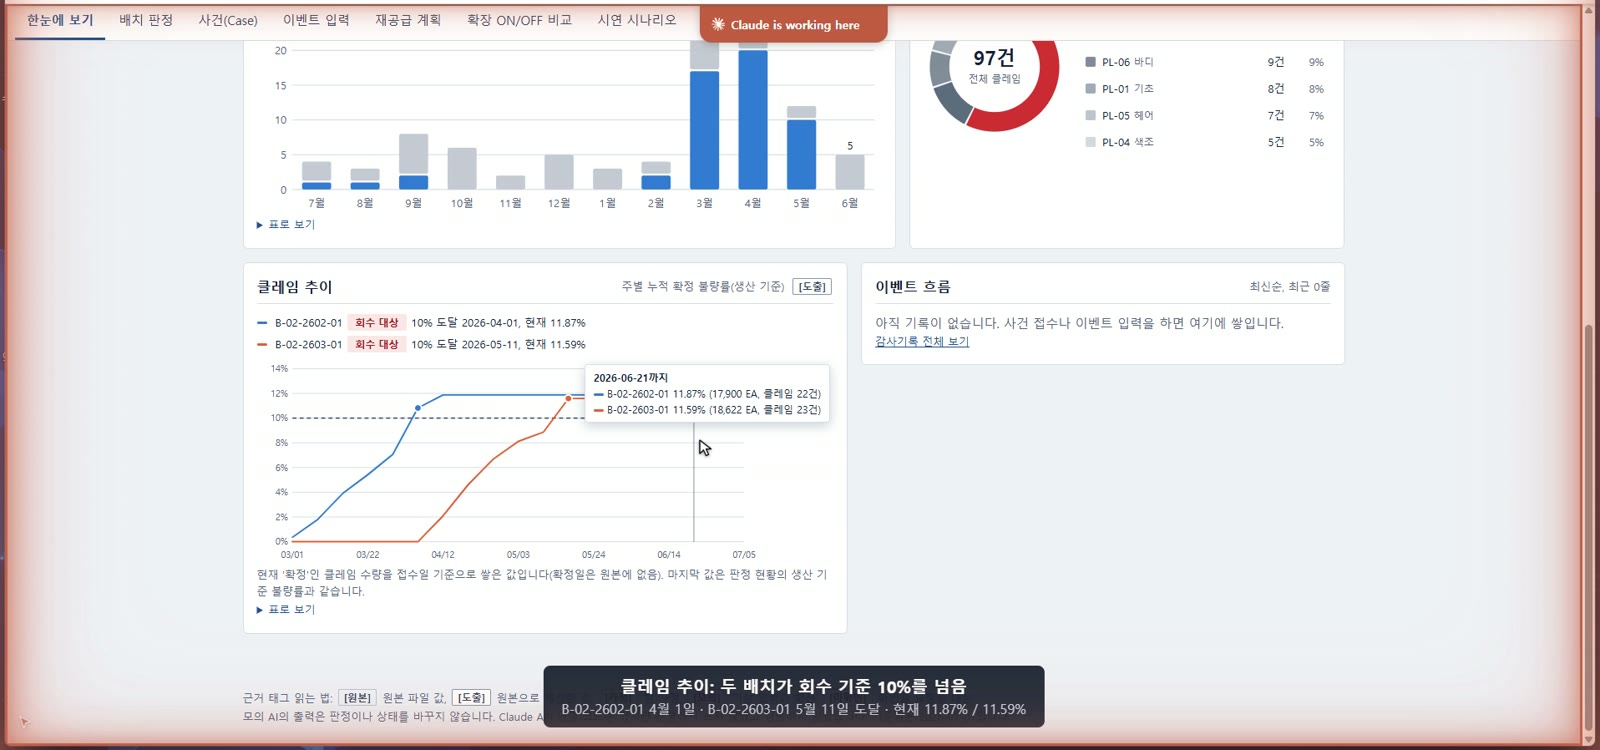 한눈에 보기 배치 판정 사건(Case) 이벤트 입력 재공급 계획 확장 ON/OFF 비교 시연 시나리오
Claude is working here
20
15
10
5
0
5
7월 8월 9월 10월 11월 12월 1월 2월 3월 4월 5월 6월
▶ 표로 보기
97건
전체 클레임
PL-06 바디 9건 9%
PL-01 기초 8건 8%
PL-05 헤어 7건 7%
PL-04 색조 5건 5%
클레임 추이 주별 누적 확정 불량률(생산 기준) [도출]
B-02-2602-01 회수 대상 10% 도달 2026-04-01, 현재 11.87%
B-02-2603-01 회수 대상 10% 도달 2026-05-11, 현재 11.59%
14%
12%
10%
8%
6%
4%
2%
0%
2026-06-21까지
B-02-2602-01 11.87% (17,900 EA, 클레임 22건)
B-02-2603-01 11.59% (18,622 EA, 클레임 23건)
03/01 03/22 04/12 05/03 05/24 06/14 07/05
현재 '확정'인 클레임 수량을 접수일 기준으로 쌓은 값입니다(확정일은 원본에 없음). 마지막 값은 판정 현황의 생산 기
준 불량률과 같습니다.
▶ 표로 보기
이벤트 흐름 최신순, 최근 0줄
아직 기록이 없습니다. 사건 접수나 이벤트 입력을 하면 여기에 쌓입니다.
감사기록 전체 보기
근거 태그 읽는 법: [원본] 원본 파일 값, [도출] 원본으로
모의 AI의 출력은 판정이나 상태를 바꾸지 않습니다. Claude A
클레임 추이: 두 배치가 회수 기준 10%를 넘음
B-02-2602-01 4월 1일 · B-02-2603-01 5월 11일 도달 · 현재 11.87% / 11.59%